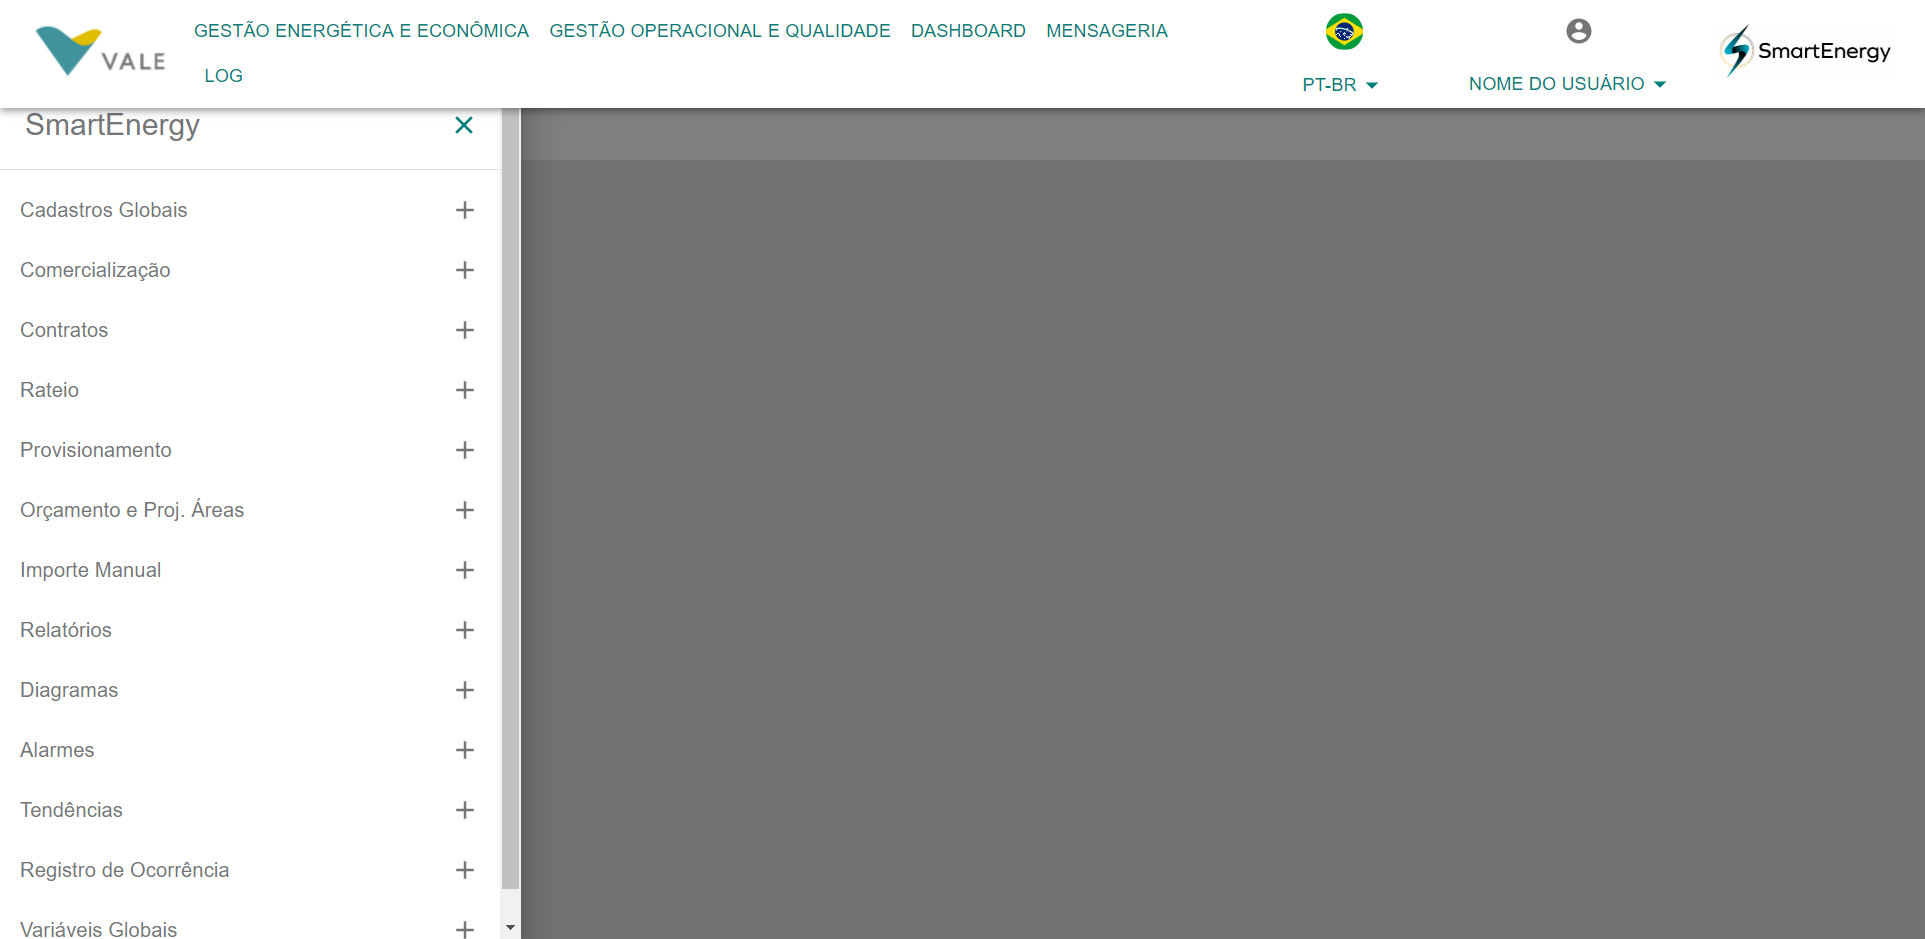 VALE
GESTÃO ENERGÉTICA E ECONÔMICA GESTÃO OPERACIONAL E QUALIDADE DASHBOARD MENSAGERIA
LOG
PT-BR
NOME DO USUÁRIO
SmartEnergy
SmartEnergy
Cadastros Globais
Comercialização
Contratos
Rateio
Provisionamento
Orçamento e Proj. Áreas
Importe Manual
Relatórios
Diagramas
Alarmes
Tendências
Registro de Ocorrência
Variáveis Globais